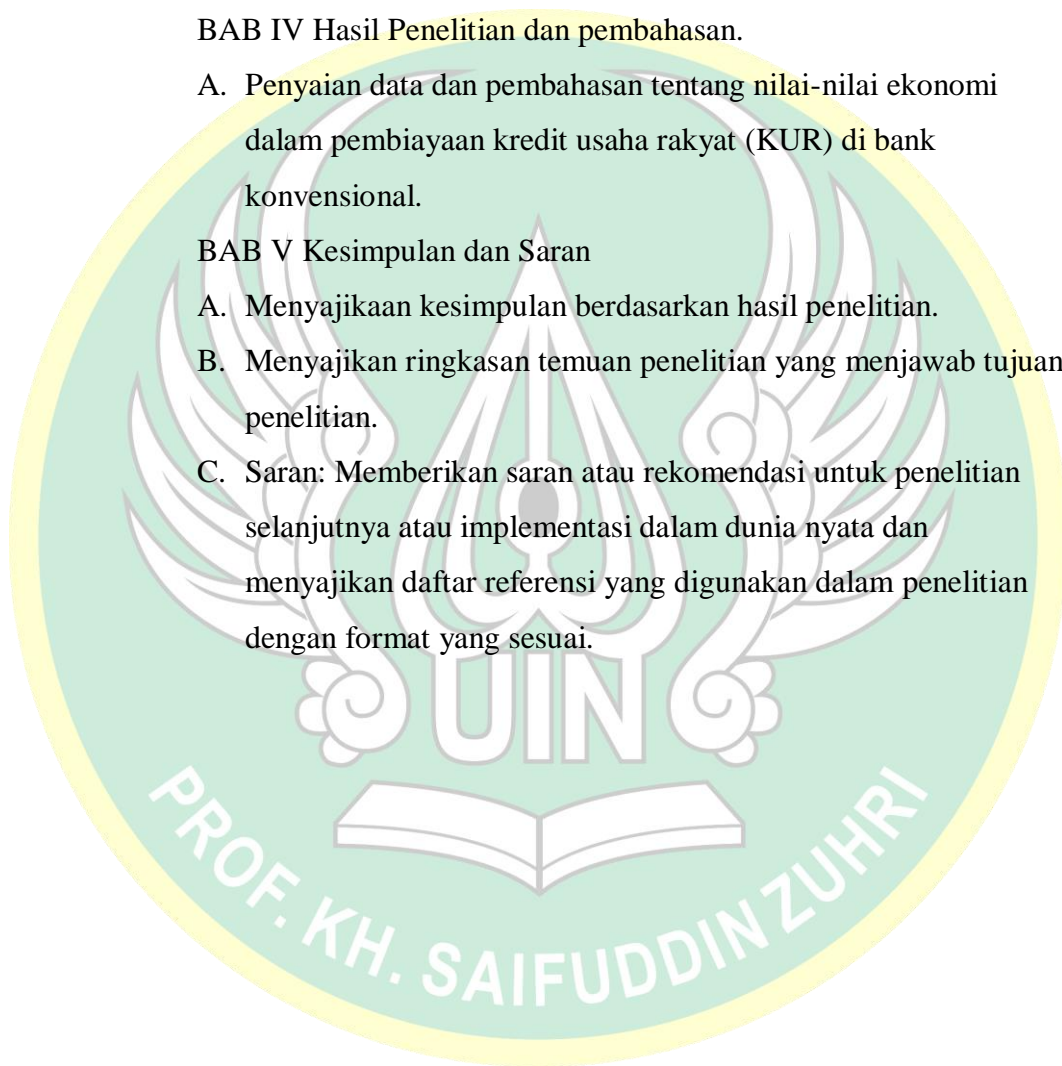 BAB IV Hasil Penelitian dan pembahasan.
A. Penyaian data dan pembahasan tentang nilai-nilai ekonomi
dalam pembiayaan kredit usaha rakyat (KUR) di bank
konvensional.
BAB V Kesimpulan dan Saran
A. Menyajikaan kesimpulan berdasarkan hasil penelitian.
B. Menyajikan ringkasan temuan penelitian yang menjawab tujuan
penelitian.
C. Saran: Memberikan saran atau rekomendasi untuk penelitian
selanjutnya atau implementasi dalam dunia nyata dan
menyajikan daftar referensi yang digunakan dalam penelitian
dengan format yang sesuai.
UIN
PROF. KH. SAIFUDDIN ZUHRI